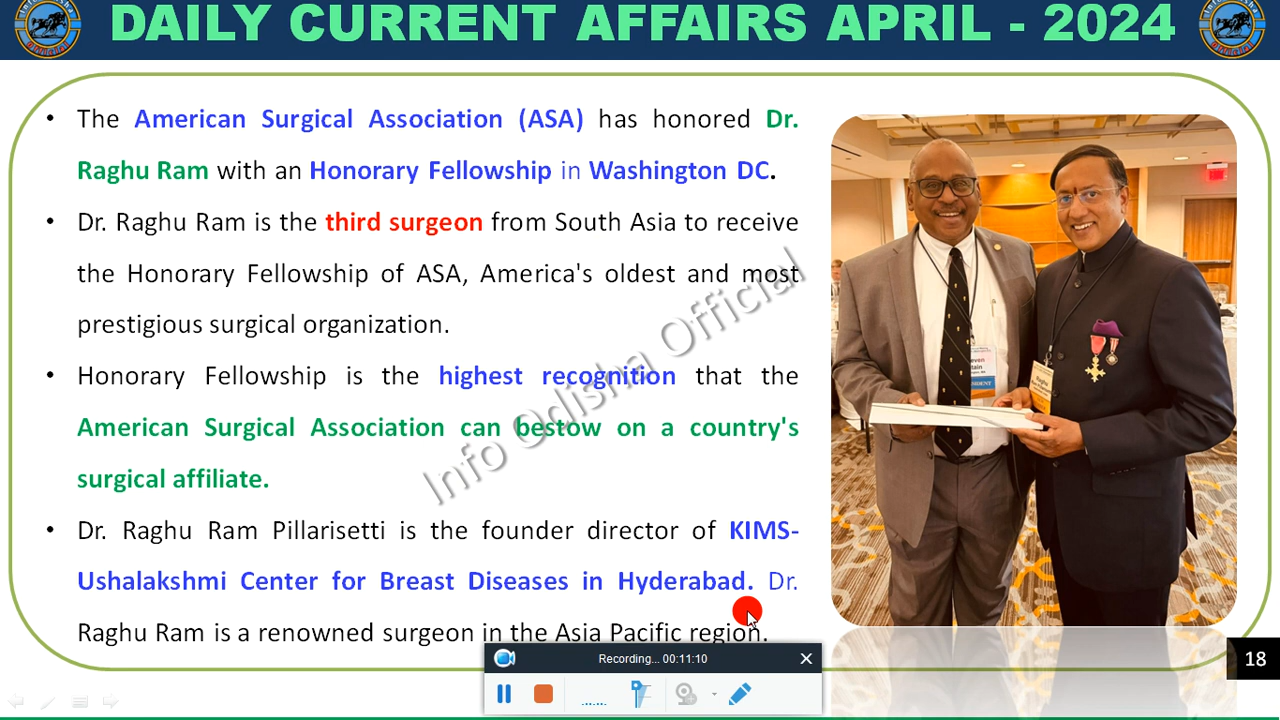 DAILY CURRENT AFFAIRS APRIL - 2024
• The American Surgical Association (ASA) has honored Dr.
Raghu Ram with an Honorary Fellowship in Washington DC.
• Dr. Raghu Ram is the third surgeon from South Asia to receive
the Honorary Fellowship of ASA, America's oldest and most
prestigious surgical organization.
• Honorary Fellowship is the highest recognition that the
American Surgical Association can bestow on a country's
surgical affiliate.
• Dr. Raghu Ram Pillarisetti is the founder director of KIMS-
Ushalakshmi Center for Breast Diseases in Hyderabad. Dr.
Raghu Ram is a renowned surgeon in the Asia Pacific region.
Info Odisha Official
Raghu
Recording... 00:11:10
18